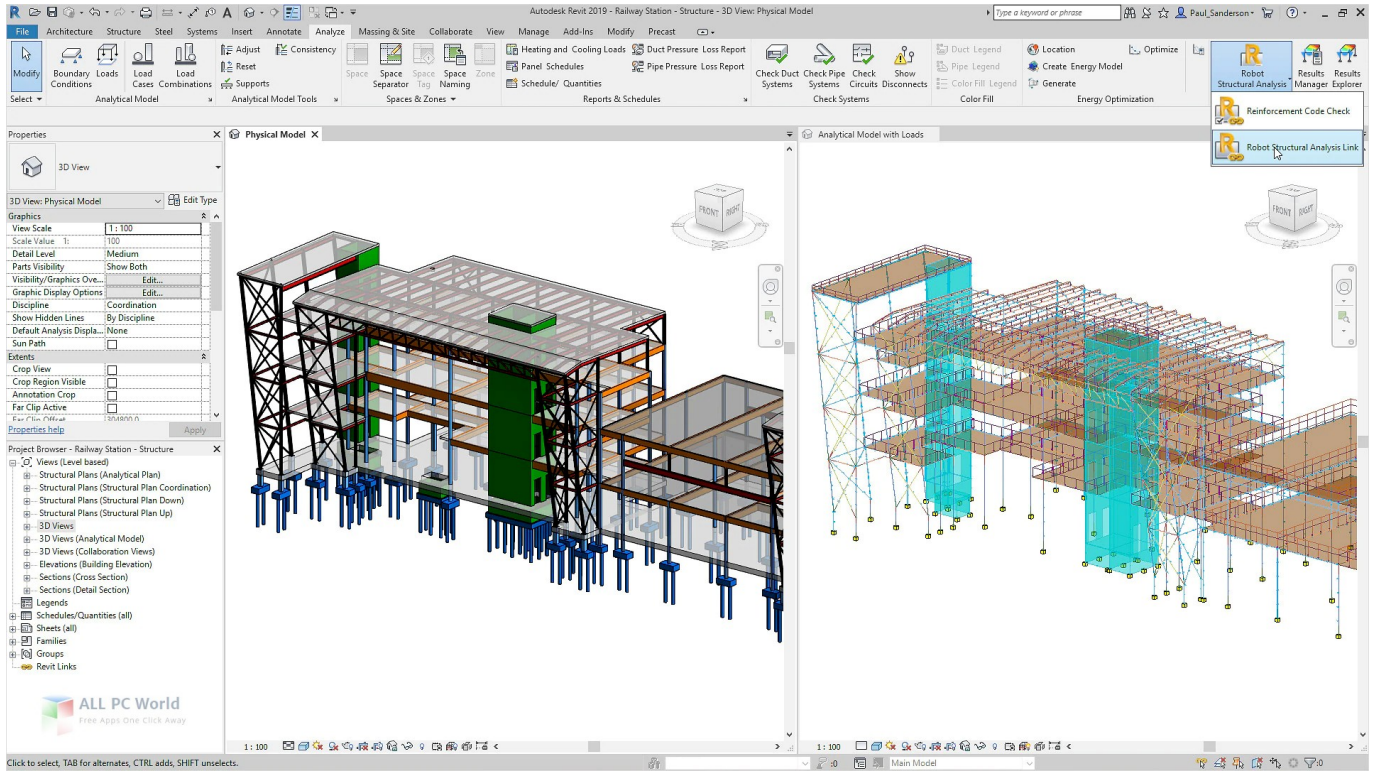 Autodesk Revit 2019 - Railway Station - Structure - 3D View: Physical Model
Type a keyword or phrase
Paul_Sanderson
File Architecture Structure Steel Systems Insert Annotate Analyze Massing & Site Collaborate View Manage Add-Ins Modify Precast
Modify
Select
Boundary Conditions
Loads
Load Cases
Load Combinations
Analytical Model
Adjust
Reset
Supports
Consistency
Analytical Model Tools
Space
Space Separator
Space Tag
Space Naming
Zone
Spaces & Zones
Heating and Cooling Loads
Panel Schedules
Schedule/ Quantities
Duct Pressure Loss Report
Pipe Pressure Loss Report
Reports & Schedules
Check Duct Systems
Check Pipe Systems
Check Circuits
Show Disconnects
Check Systems
Duct Legend
Pipe Legend
Color Fill Legend
Color Fill
Location
Create Energy Model
Generate
Optimize
Energy Optimization
Robot Structural Analysis
Results Manager
Results Explorer
Reinforcement Code Check
Robot Structural Analysis Link
Properties
3D View
3D View: Physical Model
Edit Type
Graphics
View Scale 1 : 100
Scale Value 1: 100
Detail Level Medium
Parts Visibility Show Both
Visibility/Graphics Ove... Edit...
Graphic Display Options Edit...
Discipline Coordination
Show Hidden Lines By Discipline
Default Analysis Displa... None
Sun Path
Extents
Crop View
Crop Region Visible
Annotation Crop
Far Clip Active
Far Clip Offset 304800.0
Properties help
Apply
Project Browser - Railway Station - Structure
Views (Level based)
Structural Plans (Analytical Plan)
Structural Plans (Structural Plan Coordination)
Structural Plans (Structural Plan Down)
Structural Plans (Structural Plan Up)
3D Views
3D Views (Analytical Model)
3D Views (Collaboration Views)
Elevations (Building Elevation)
Sections (Cross Section)
Sections (Detail Section)
Legends
Schedules/Quantities (all)
Sheets (all)
Families
Groups
Revit Links
ALL PC World
Free Apps One Click Away
Physical Model
FRONT RIGHT
1 : 100
Analytical Model with Loads
FRONT RIGHT
1 : 100
Click to select, TAB for alternates, CTRL adds, SHIFT unselects.
:0
Main Model
:0